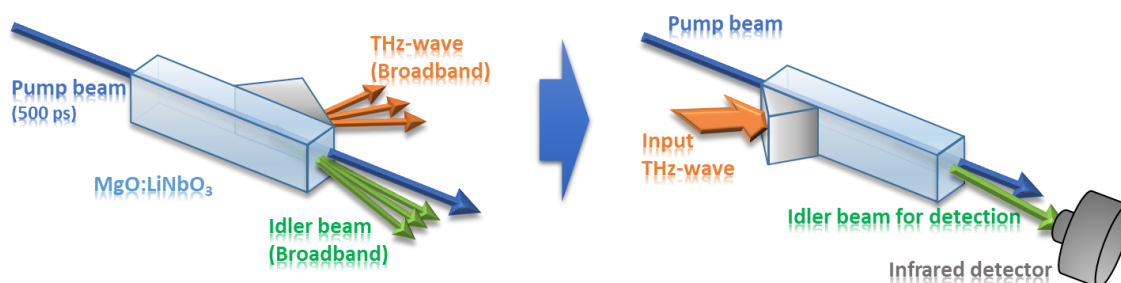 Pump beam
(500 ps)
THz-wave
(Broadband)
MgO:LiNbO₃
Idler beam
(Broadband)
Pump beam
Input
THz-wave
Idler beam for detection
Infrared detector